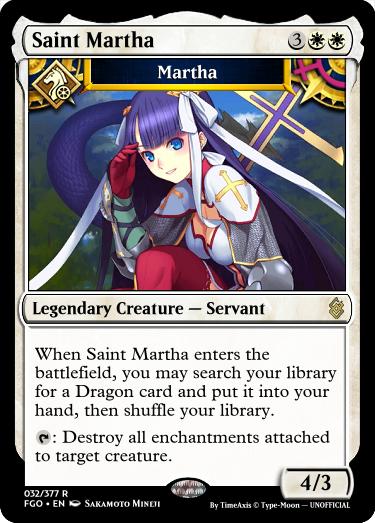 Saint Martha 3
Martha
Legendary Creature — Servant
When Saint Martha enters the
battlefield, you may search your library
for a Dragon card and put it into your
hand, then shuffle your library.
: Destroy all enchantments attached
to target creature.
4/3
032/377 R
FGO • EN Sakamoto Mineji
By TimeAxis © Type-Moon — UNOFFICIAL